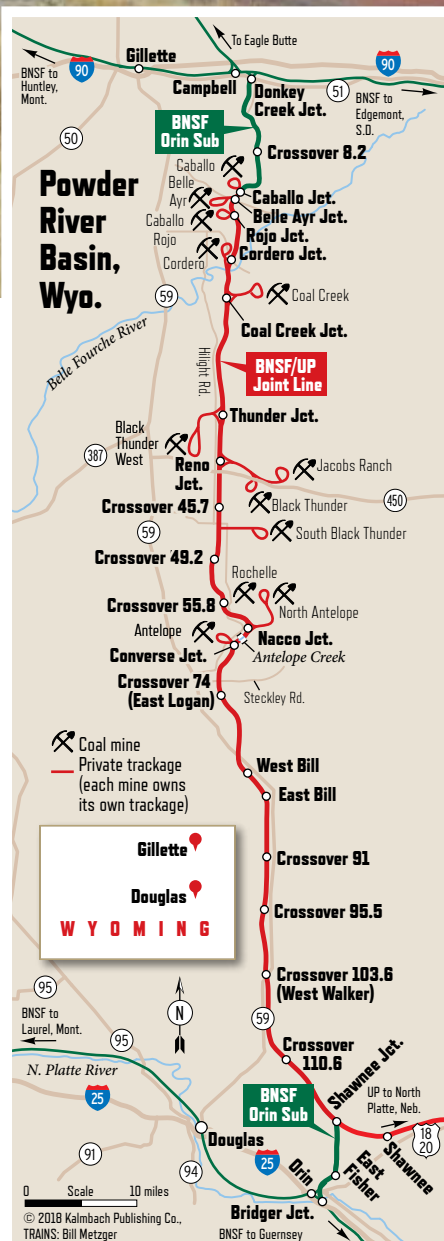 To Eagle Butte
Gillette
90
BNSF to
Huntley,
Mont.
Campbell
Donkey
Creek Jct.
90
51
BNSF to
Edgemont,
S.D.
50
BNSF
Orin Sub
Crossover 8.2
Powder
River
Basin,
Wyo.
Caballo
Belle
Ayr
Caballo
Rojo
Cordero
Caballo Jct.
Belle Ayr Jct.
Rojo Jct.
Cordero Jct.
59
Coal Creek
Coal Creek Jct.
Belle Fourche River
Hilight Rd.
BNSF/UP
Joint Line
Thunder Jct.
Black
Thunder
West
387
Reno
Jct.
Jacobs Ranch
Black Thunder
450
Crossover 45.7
59
South Black Thunder
Crossover 49.2
Rochelle
Crossover 55.8
North Antelope
Antelope
Nacco Jct.
Converse Jct.
Antelope Creek
Crossover 74
(East Logan)
Steckley Rd.
Coal mine
Private trackage
(each mine owns
its own trackage)
West Bill
East Bill
Gillette
Douglas
WYOMING
Crossover 91
Crossover 95.5
Crossover 103.6
(West Walker)
N
59
95
BNSF to
Laurel, Mont.
95
Crossover
110.6
N. Platte River
25
BNSF
Orin Sub
Shawnee Jct.
UP to North
Platte, Neb.
18
20
Shawnee
Douglas
91
94
25
East
Fisher
Orin
Bridger Jct.
0 Scale 10 miles
© 2018 Kalmbach Publishing Co.,
TRAINS: Bill Metzger
BNSF to Guernsey